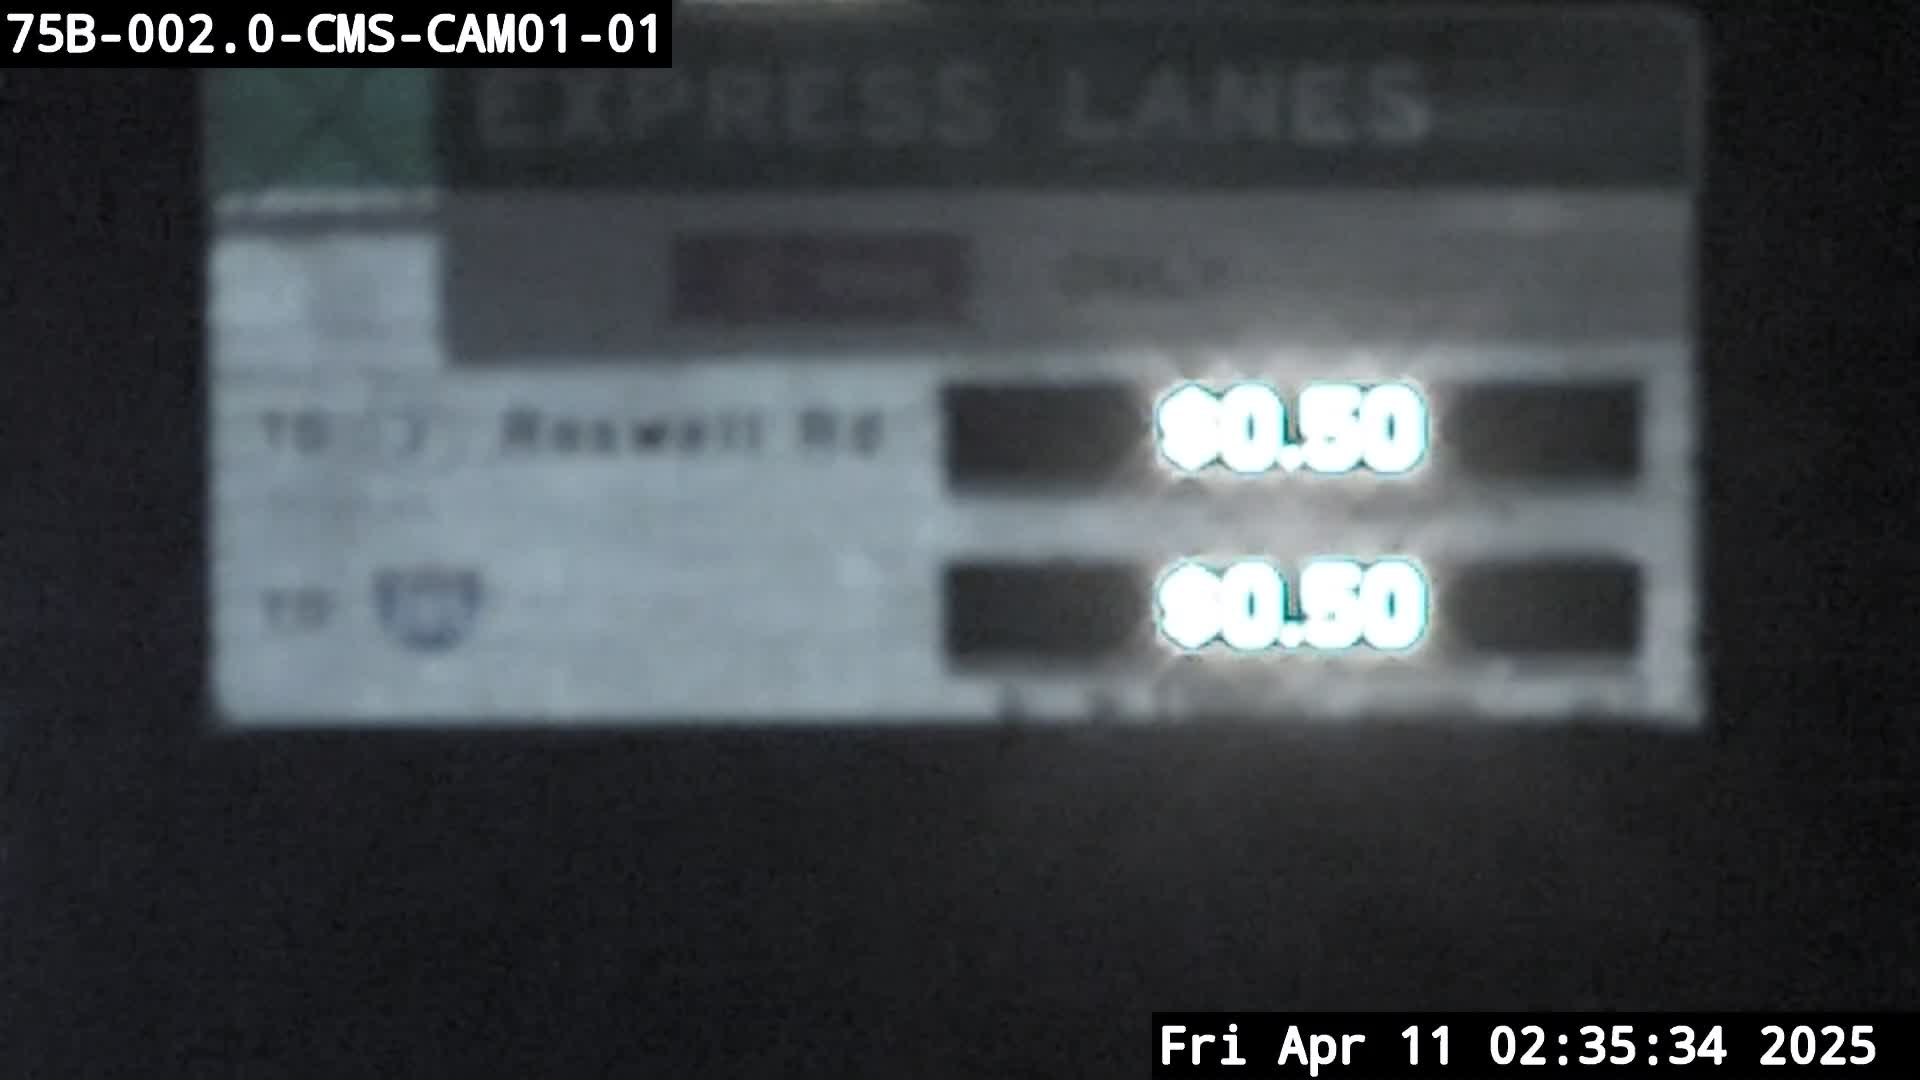 75B-002.0-CMS-CAM01-01
EXPRESS LANES
ONLY
TO Roswell Rd $0.50
TO $0.50
Fri Apr 11 02:35:34 2025